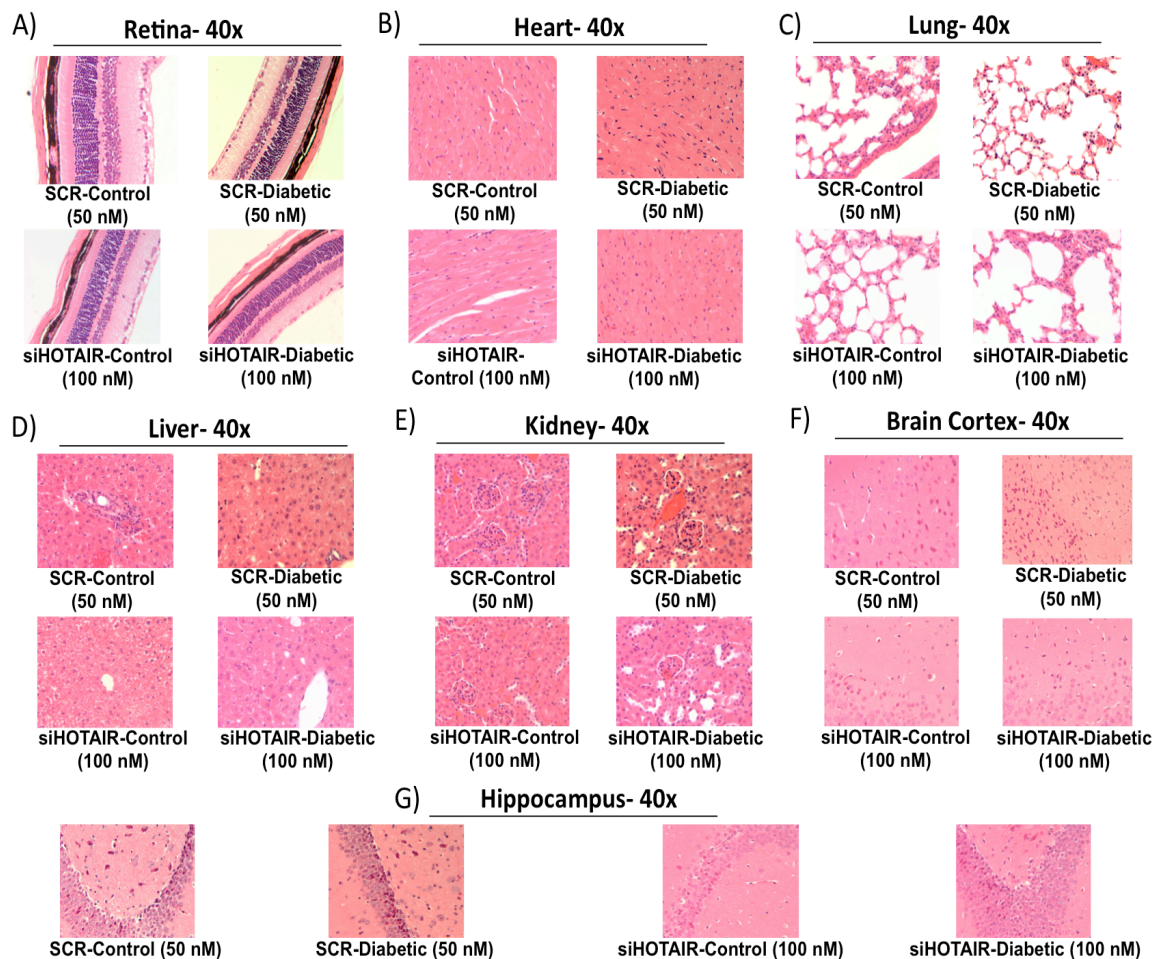 A)
Retina- 40x
SCR-Control
(50 nM)
SCR-Diabetic
(50 nM)
siHOTAIR-Control
(100 nM)
siHOTAIR-Diabetic
(100 nM)
B)
Heart- 40x
SCR-Control
(50 nM)
SCR-Diabetic
(50 nM)
siHOTAIR-
Control (100 nM)
siHOTAIR-Diabetic
(100 nM)
C)
Lung- 40x
SCR-Control
(50 nM)
SCR-Diabetic
(50 nM)
siHOTAIR-Control
(100 nM)
siHOTAIR-Diabetic
(100 nM)
D)
Liver- 40x
SCR-Control
(50 nM)
SCR-Diabetic
(50 nM)
siHOTAIR-Control
(100 nM)
siHOTAIR-Diabetic
(100 nM)
E)
Kidney- 40x
SCR-Control
(50 nM)
SCR-Diabetic
(50 nM)
siHOTAIR-Control
(100 nM)
siHOTAIR-Diabetic
(100 nM)
F)
Brain Cortex- 40x
SCR-Control
(50 nM)
SCR-Diabetic
(50 nM)
siHOTAIR-Control
(100 nM)
siHOTAIR-Diabetic
(100 nM)
G)
Hippocampus- 40x
SCR-Control (50 nM)
SCR-Diabetic (50 nM)
siHOTAIR-Control (100 nM)
siHOTAIR-Diabetic (100 nM)